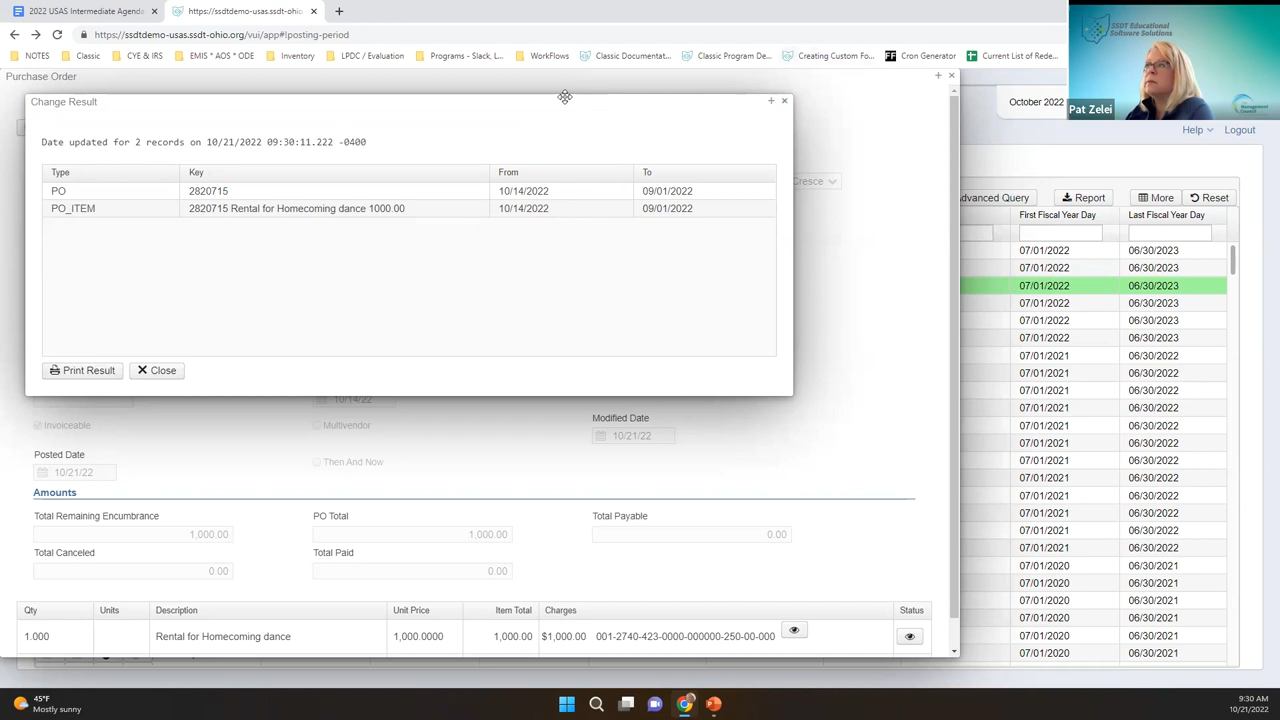 2022 USAS Intermediate Agenda
https://ssdtdemo-usas.ssdt-ohio
https://ssdtdemo-usas.ssdt-ohio.org/vui/app#!posting-period
NOTES Classic CYE & IRS EMIS * AOS * ODE Inventory LPDC / Evaluation Programs - Slack, L... WorkFlows Classic Documentat... Classic Program Des... Creating Custom Fo... Cron Generator Current List of Rede...
SSDT Educational
Software Solutions
Management
Council
Pat Zelei
Purchase Order
October 2022
Help Logout
Change Result
Date updated for 2 records on 10/21/2022 09:30:11.222 -0400
Type Key From To
PO 2820715 10/14/2022 09/01/2022
PO_ITEM 2820715 Rental for Homecoming dance 1000.00 10/14/2022 09/01/2022
Print Result Close
Cresce
dvanced Query Report More Reset
First Fiscal Year Day Last Fiscal Year Day
07/01/2022 06/30/2023
07/01/2022 06/30/2023
07/01/2022 06/30/2023
07/01/2022 06/30/2023
07/01/2022 06/30/2023
07/01/2022 06/30/2023
07/01/2021 06/30/2022
07/01/2021 06/30/2022
07/01/2021 06/30/2022
07/01/2021 06/30/2022
07/01/2021 06/30/2022
07/01/2021 06/30/2022
07/01/2021 06/30/2022
07/01/2021 06/30/2022
07/01/2021 06/30/2022
07/01/2021 06/30/2022
07/01/2021 06/30/2022
07/01/2021 06/30/2022
07/01/2020 06/30/2021
07/01/2020 06/30/2021
07/01/2020 06/30/2021
07/01/2020 06/30/2021
07/01/2020 06/30/2021
07/01/2020 06/30/2021
10/14/22
Invoiceable Multivendor
Modified Date
10/21/22
Posted Date
10/21/22
Then And Now
Amounts
Total Remaining Encumbrance PO Total Total Payable
1,000.00 1,000.00 0.00
Total Canceled Total Paid
0.00 0.00
Qty Units Description Unit Price Item Total Charges Status
1.000 Rental for Homecoming dance 1,000.0000 1,000.00 $1,000.00 001-2740-423-0000-000000-250-00-000
45°F
Mostly sunny
9:30 AM
10/21/2022